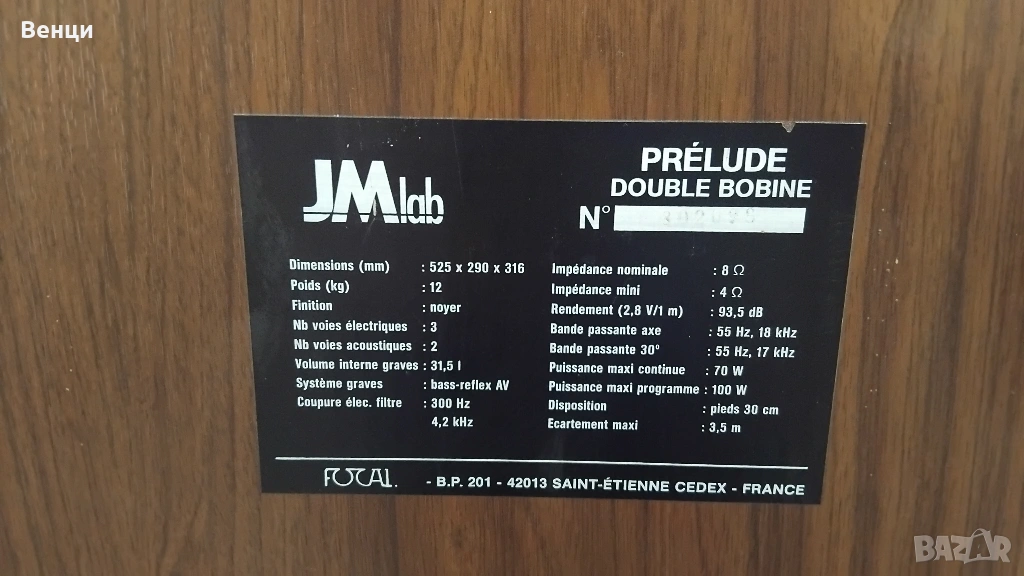 Венци
JMlab
PRÉLUDE
DOUBLE BOBINE
N°
Dimensions (mm) : 525 x 290 x 316
Poids (kg) : 12
Finition : noyer
Nb voies électriques : 3
Nb voies acoustiques : 2
Volume interne graves : 31,5 l
Système graves : bass-reflex AV
Coupure élec. filtre : 300 Hz
4,2 kHz
Impédance nominale : 8 Ω
Impédance mini : 4 Ω
Rendement (2,8 V/1 m) : 93,5 dB
Bande passante axe : 55 Hz, 18 kHz
Bande passante 30° : 55 Hz, 17 kHz
Puissance maxi continue : 70 W
Puissance maxi programme : 100 W
Disposition : pieds 30 cm
Ecartement maxi : 3,5 m
FOCAL. - B.P. 201 - 42013 SAINT-ÉTIENNE CEDEX - FRANCE
BAZAR